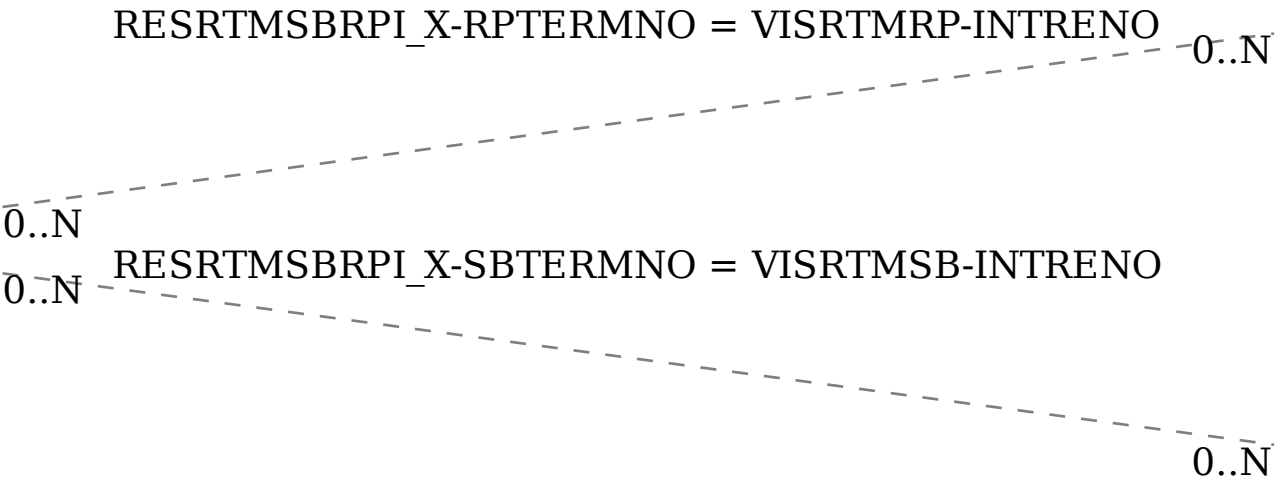 RESRTMSBRPI_X-RPTERMNO = VISRTMRP-INTRENO
0..N
0..N
RESRTMSBRPI_X-SBTERMNO = VISRTMSB-INTRENO
0..N
0..N